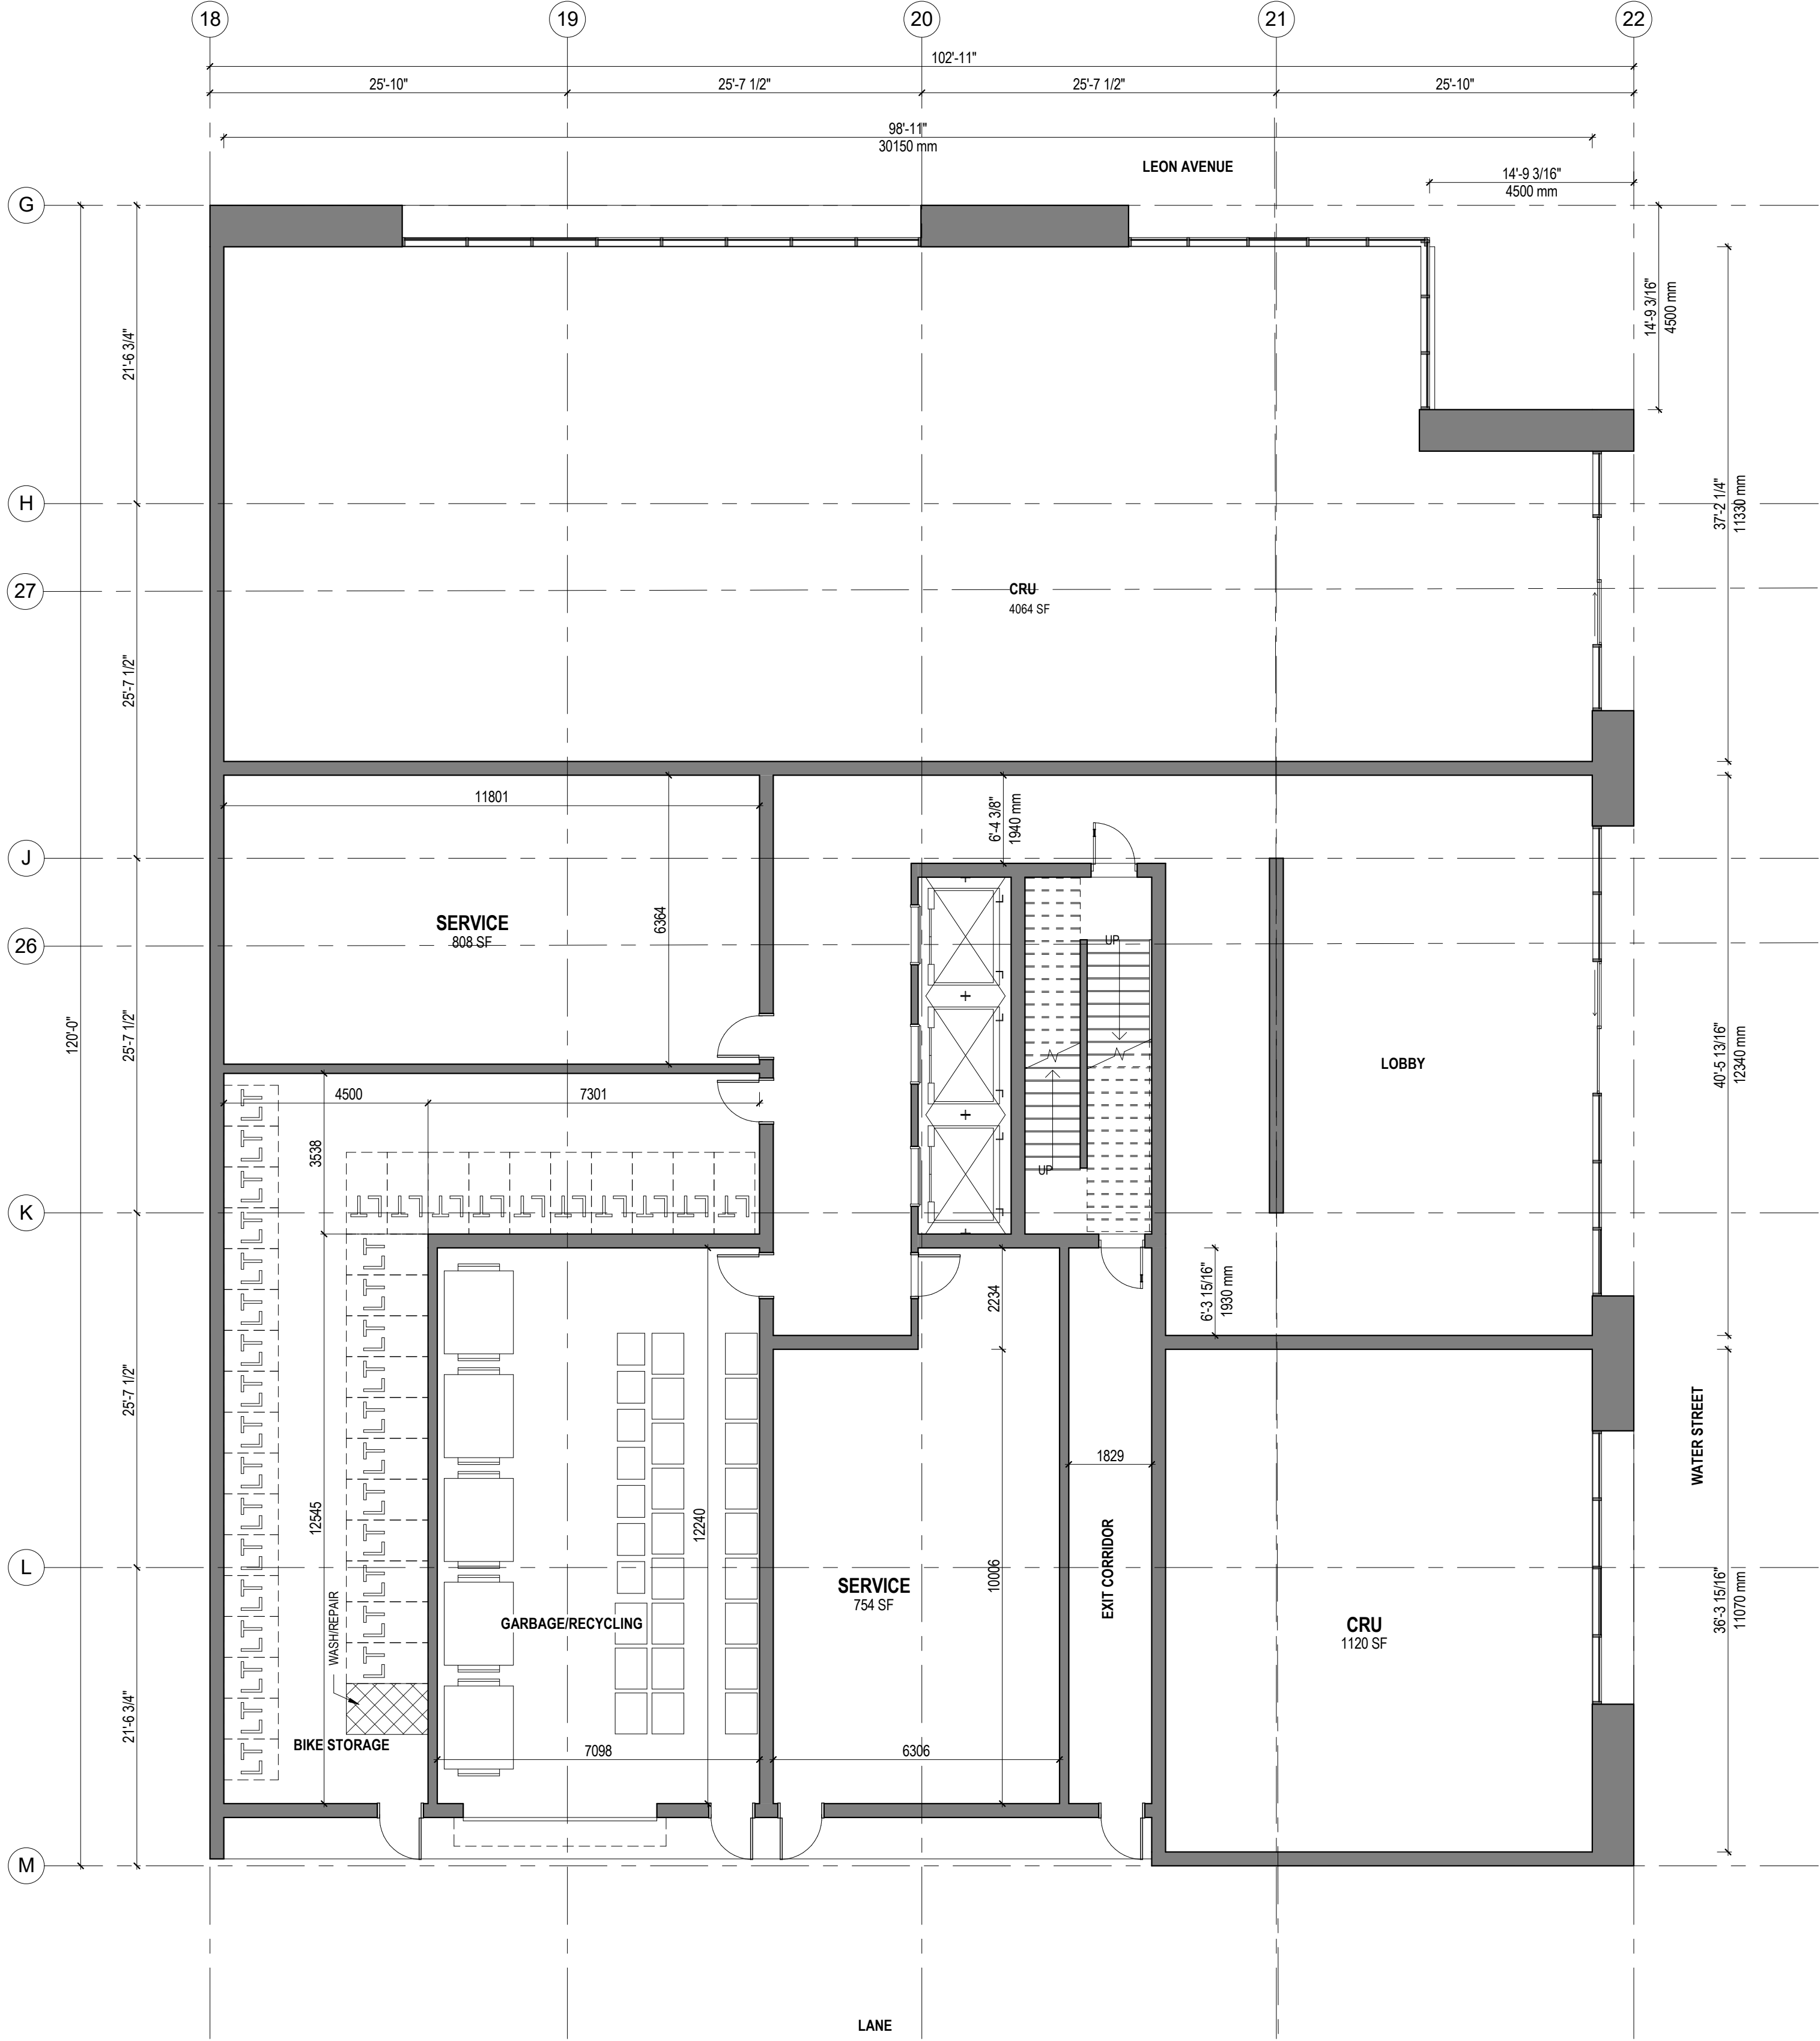 18
19
20
21
22
102'-11"
25'-10"
25'-7 1/2"
25'-7 1/2"
25'-10"
98'-11"
30150 mm
LEON AVENUE
14'-9 3/16"
4500 mm
G
14'-9 3/16"
4500 mm
21'-6 3/4"
H
37'-2 1/4"
11330 mm
27
CRU
4064 SF
25'-7 1/2"
11801
6'-4 3/8"
1940 mm
J
SERVICE
808 SF
6364
26
UP
120'-0"
25'-7 1/2"
LOBBY
40'-5 13/16"
12340 mm
4500
7301
3538
UP
K
2234
6'-3 15/16"
1930 mm
25'-7 1/2"
WATER STREET
1829
12545
12240
EXIT CORRIDOR
L
10006
SERVICE
754 SF
36'-3 15/16"
11070 mm
WASH/REPAIR
GARBAGE/RECYCLING
CRU
1120 SF
21'-6 3/4"
BIKE STORAGE
7098
6306
M
LANE